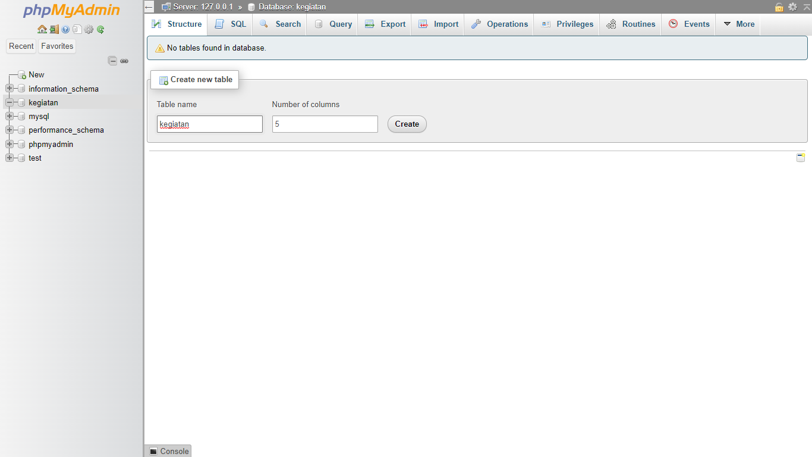 phpMyAdmin
Recent Favorites
New
information_schema
kegiatan
mysql
performance_schema
phpmyadmin
test
Server: 127.0.0.1 » Database: kegiatan
Structure SQL Search Query Export Import Operations Privileges Routines Events More
No tables found in database.
Create new table
Table name Number of columns
kegiatan 5 Create
Console